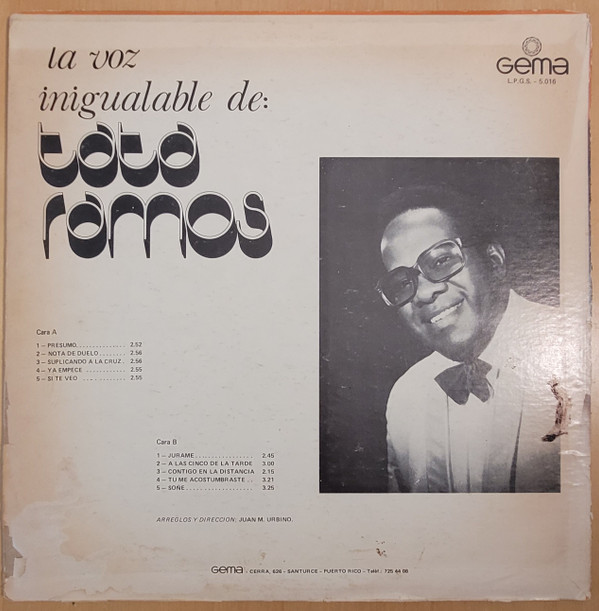 la voz
inigualable de:
tata
ramos
Gema
L.P.G.S. - 5.016
Cara A
1 — PRESUMO............... 2.52
2 — NOTA DE DUELO........ 2.56
3 — SUPLICANDO A LA CRUZ.. 2.56
4 — YA EMPECE ............ 2.55
5 — SI TE VEO ............. 2.55
Cara B
1 — JURAME................. 2.45
2 — A LAS CINCO DE LA TARDE 3.00
3 — CONTIGO EN LA DISTANCIA 2.15
4 — TU ME ACOSTUMBRASTE .. 3.21
5 — SOÑE................... 3.25
ARREGLOS Y DIRECCION: JUAN M. URBINO.
Gema - CERRA, 626 - SANTURCE - PUERTO RICO - Teléf.: 725 84 08